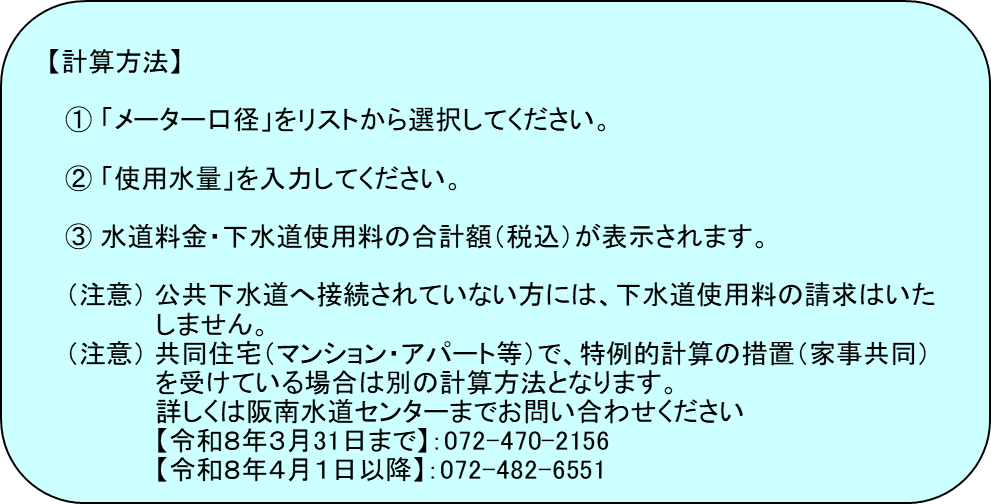 【計算方法】
① 「メーター口径」をリストから選択してください。
② 「使用水量」を入力してください。
③ 水道料金・下水道使用料の合計額（税込）が表示されます。
（注意） 公共下水道へ接続されていない方には、下水道使用料の請求はいた
しません。
（注意） 共同住宅（マンション・アパート等）で、特例的計算の措置（家事共同）
を受けている場合は別の計算方法となります。
詳しくは阪南水道センターまでお問い合わせください
【令和８年３月31日まで】：072-470-2156
【令和８年４月１日以降】：072-482-6551